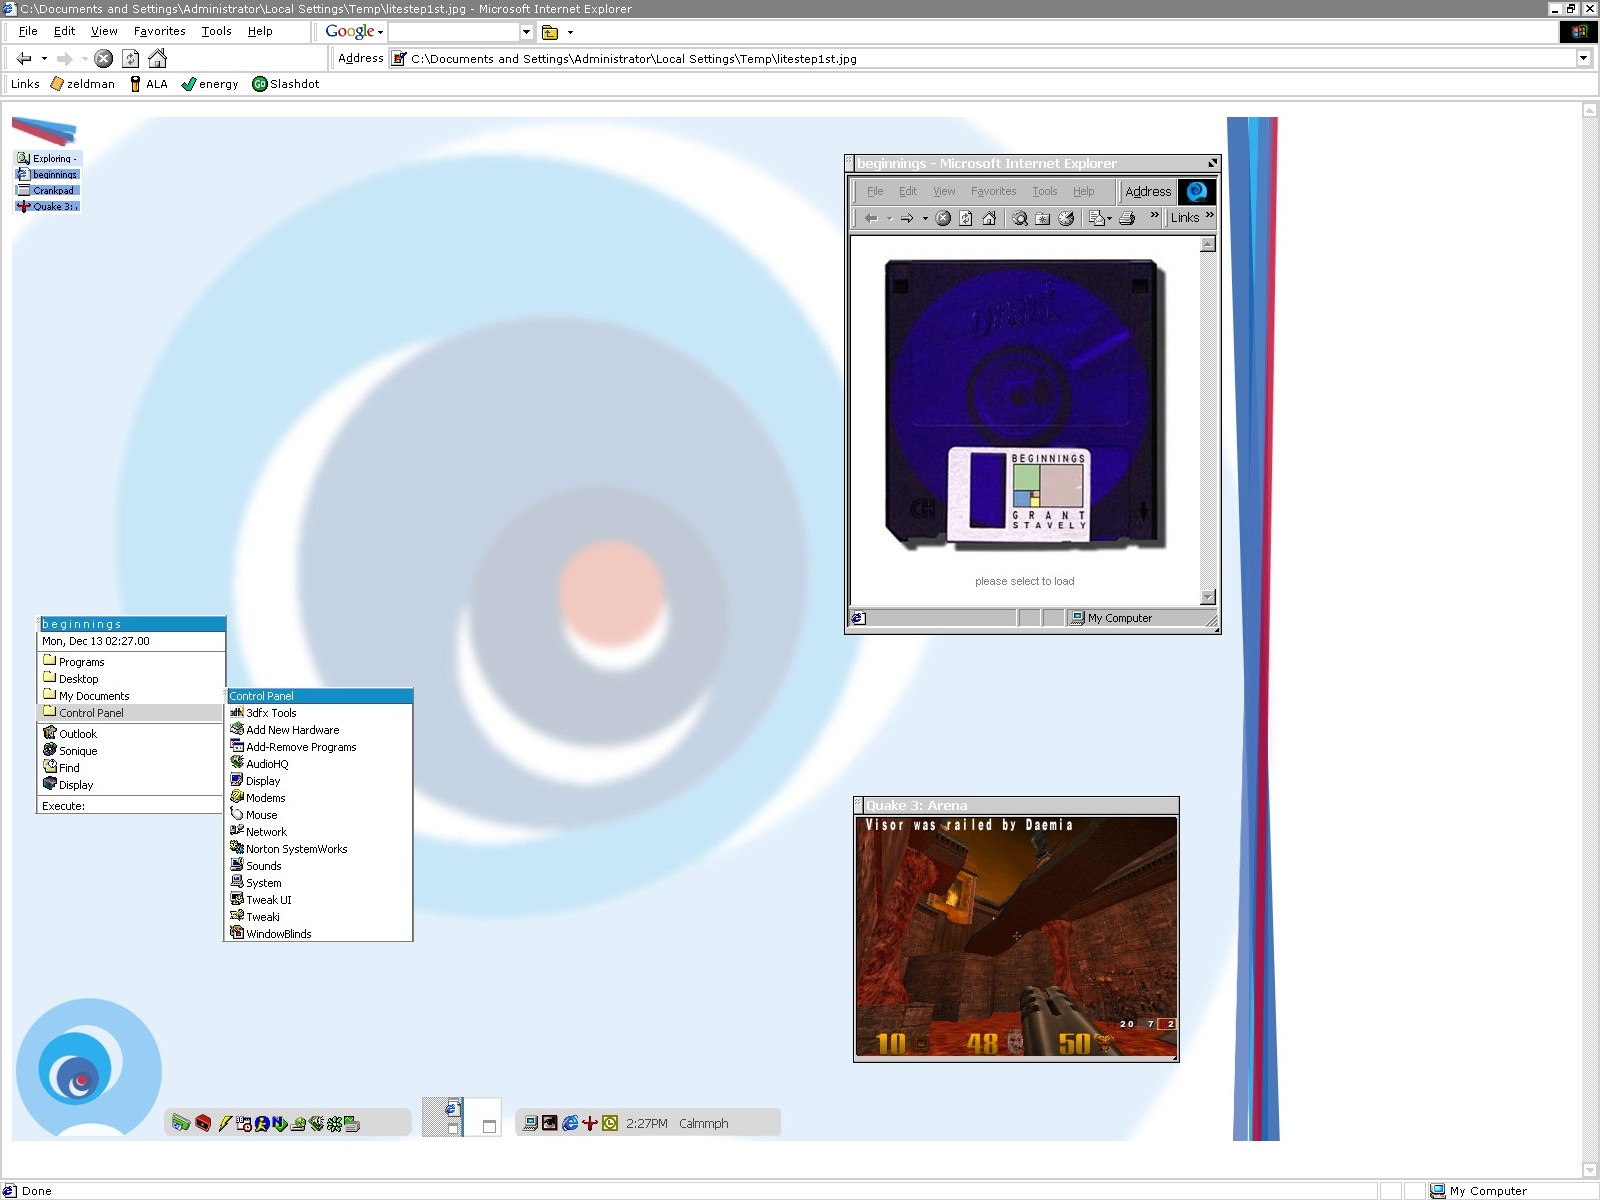 C:\Documents and Settings\Administrator\Local Settings\Temp\litestep1st.jpg - Microsoft Internet Explorer
File Edit View Favorites Tools Help
Google
Address C:\Documents and Settings\Administrator\Local Settings\Temp\litestep1st.jpg
Links zeldman ALA energy Go Slashdot
Exploring -
beginnings
Crankpad
Quake 3:
beginnings - Microsoft Internet Explorer
File Edit View Favorites Tools Help Address
Links
CH
BEGINNINGS
GRANT
STAVELY
please select to load
My Computer
beginnings
Mon, Dec 13 02:27.00
Programs
Desktop
My Documents
Control Panel
Outlook
Sonique
Find
Display
Execute:
Control Panel
3dfx Tools
Add New Hardware
Add-Remove Programs
AudioHQ
Display
Modems
Mouse
Network
Norton SystemWorks
Sounds
System
Tweak UI
Tweaki
WindowBlinds
Quake 3: Arena
Visor was railed by Daemia
20 7 2
10 48 50
2:27PM Calmmph
Done
My Computer